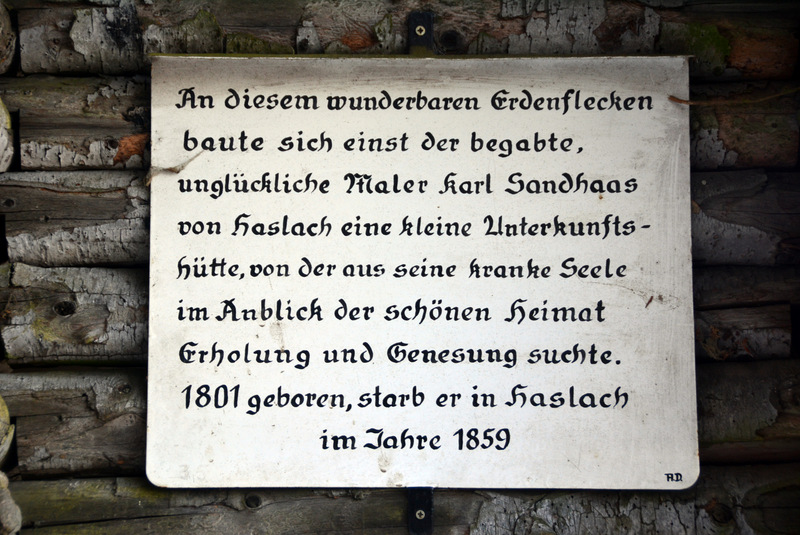 An diesem wunderbaren Erdenflecken
baute sich einst der begabte,
unglückliche Maler Karl Sandhaas
von Haslach eine kleine Unterkunfts-
hütte, von der aus seine kranke Seele
im Anblick der schönen Heimat
Erholung und Genesung suchte.
1801 geboren, starb er in Haslach
im Jahre 1859
A.D.